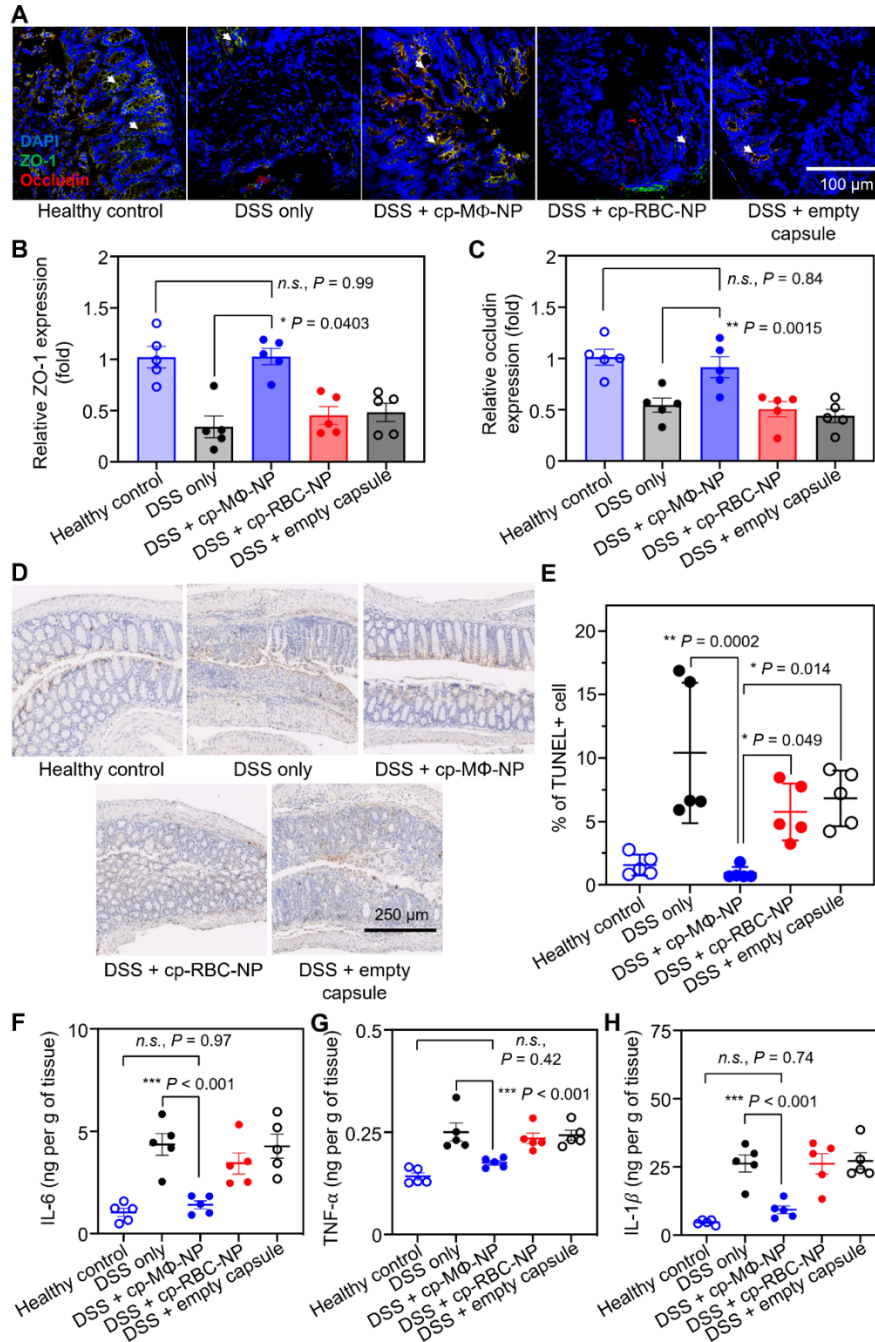 A
DAPI
ZO-1
Occludin
100 μm
Healthy control
DSS only
DSS + cp-MΦ-NP
DSS + cp-RBC-NP
DSS + empty
capsule
B
Relative ZO-1 expression
(fold)
2
1.5
1
0.5
0
n.s., P = 0.99
* P = 0.0403
Healthy control
DSS only
DSS + cp-MΦ-NP
DSS + cp-RBC-NP
DSS + empty capsule
C
Relative occludin
expression (fold)
2
1.5
1
0.5
0
n.s., P = 0.84
** P = 0.0015
Healthy control
DSS only
DSS + cp-MΦ-NP
DSS + cp-RBC-NP
DSS + empty capsule
D
Healthy control
DSS only
DSS + cp-MΦ-NP
250 μm
DSS + cp-RBC-NP
DSS + empty
capsule
E
% of TUNEL+ cell
20
15
10
5
0
** P = 0.0002
* P = 0.014
* P = 0.049
Healthy control
DSS only
DSS + cp-MΦ-NP
DSS + cp-RBC-NP
DSS + empty capsule
F
IL-6 (ng per g of tissue)
10
5
0
n.s., P = 0.97
*** P < 0.001
Healthy control
DSS only
DSS + cp-MΦ-NP
DSS + cp-RBC-NP
DSS + empty capsule
G
TNF-α (ng per g of tissue)
0.5
0.25
0
n.s.,
P = 0.42
*** P < 0.001
Healthy control
DSS only
DSS + cp-MΦ-NP
DSS + cp-RBC-NP
DSS + empty capsule
H
IL-1β (ng per g of tissue)
75
50
25
0
n.s., P = 0.74
*** P < 0.001
Healthy control
DSS only
DSS + cp-MΦ-NP
DSS + cp-RBC-NP
DSS + empty capsule